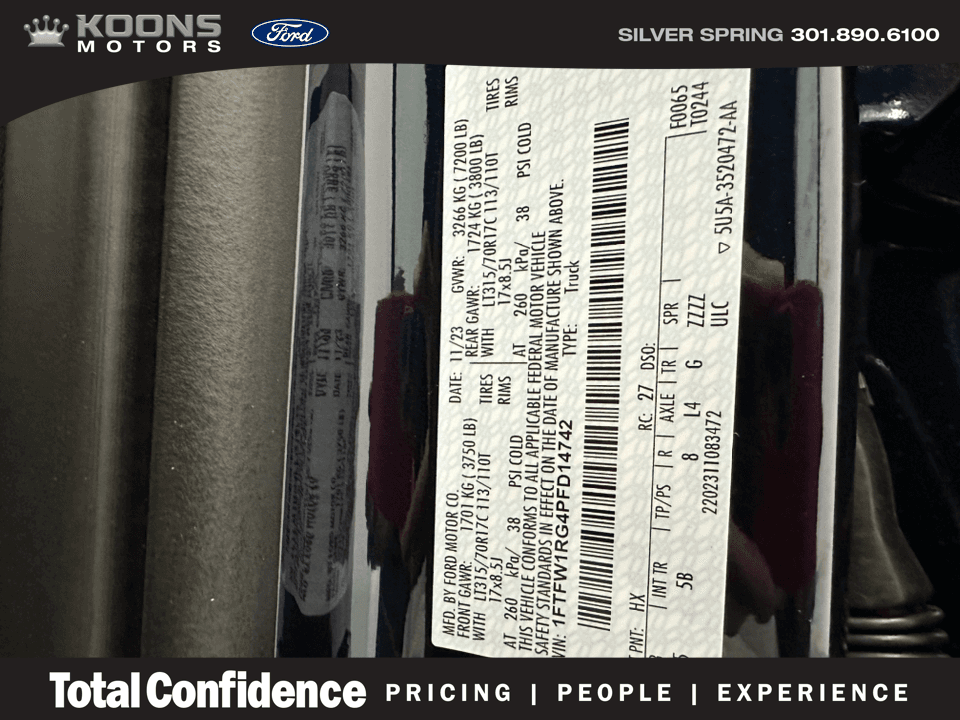 KOONS
MOTORS
Ford
SILVER SPRING 301.890.6100
MFD. BY FORD MOTOR CO.
DATE: 11/23 GVWR: 3266 KG ( 7200 LB)
FRONT GAWR: 1701 KG ( 3750 LB)
REAR GAWR: 1724 KG ( 3800 LB)
WITH LT315/70R17C 113/110T TIRES
WITH LT315/70R17C 113/110T TIRES
17x8.5J RIMS
17x8.5J RIMS
AT 260 kPa/ 38 PSI COLD
AT 260 kPa/ 38 PSI COLD
THIS VEHICLE CONFORMS TO ALL APPLICABLE FEDERAL MOTOR VEHICLE
SAFETY STANDARDS IN EFFECT ON THE DATE OF MANUFACTURE SHOWN ABOVE.
VIN: 1FTFW1RG4PFD14742 TYPE: Truck
PNT: HX RC: 27 DSO:
F0065
INT TR TP/PS R AXLE TR SPR T0244
5B 8 L4 G ZZZZ
ULC 5U5A-3520472-AA
2202311083472
Total Confidence PRICING | PEOPLE | EXPERIENCE